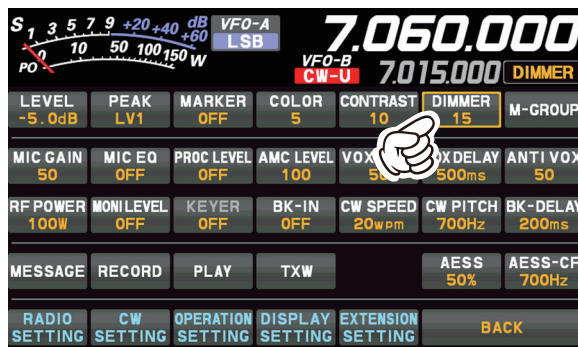 S 1 3 5 7 9 +20 +40 +60 dB
PO 0 10 50 100 150 W
VFO-A
LSB
7.060.000
VFO-B
CW-U
7.015.000
DIMMER
LEVEL PEAK MARKER COLOR CONTRAST DIMMER M-GROUP
-5.0dB LV1 OFF 5 10 15
MIC GAIN MIC EQ PROC LEVEL AMC LEVEL VOX DELAY ANTI VOX
50 OFF OFF 100 500ms 50
RF POWER MONI LEVEL KEYER BK-IN CW SPEED CW PITCH BK-DELAY
100W OFF OFF OFF 20wpm 700Hz 200ms
MESSAGE RECORD PLAY TXW AESS AESS-CF
50% 700Hz
RADIO CW OPERATION DISPLAY EXTENSION BACK
SETTING SETTING SETTING SETTING SETTING